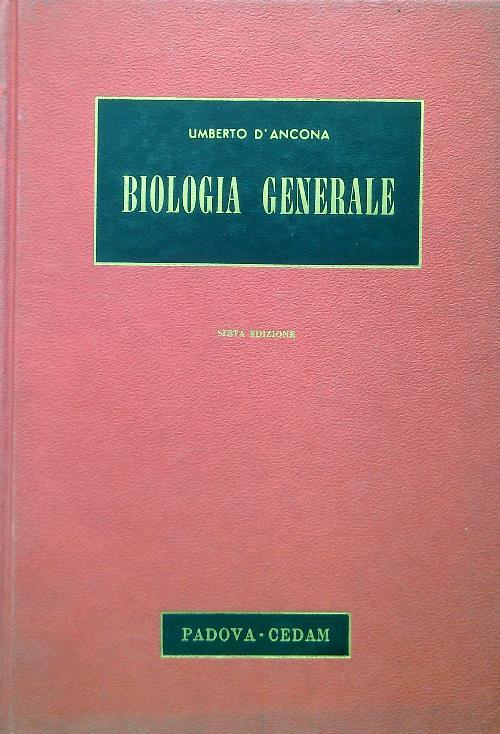 UMBERTO D'ANCONA
BIOLOGIA GENERALE
SESTA EDIZIONE
PADOVA - CEDAM